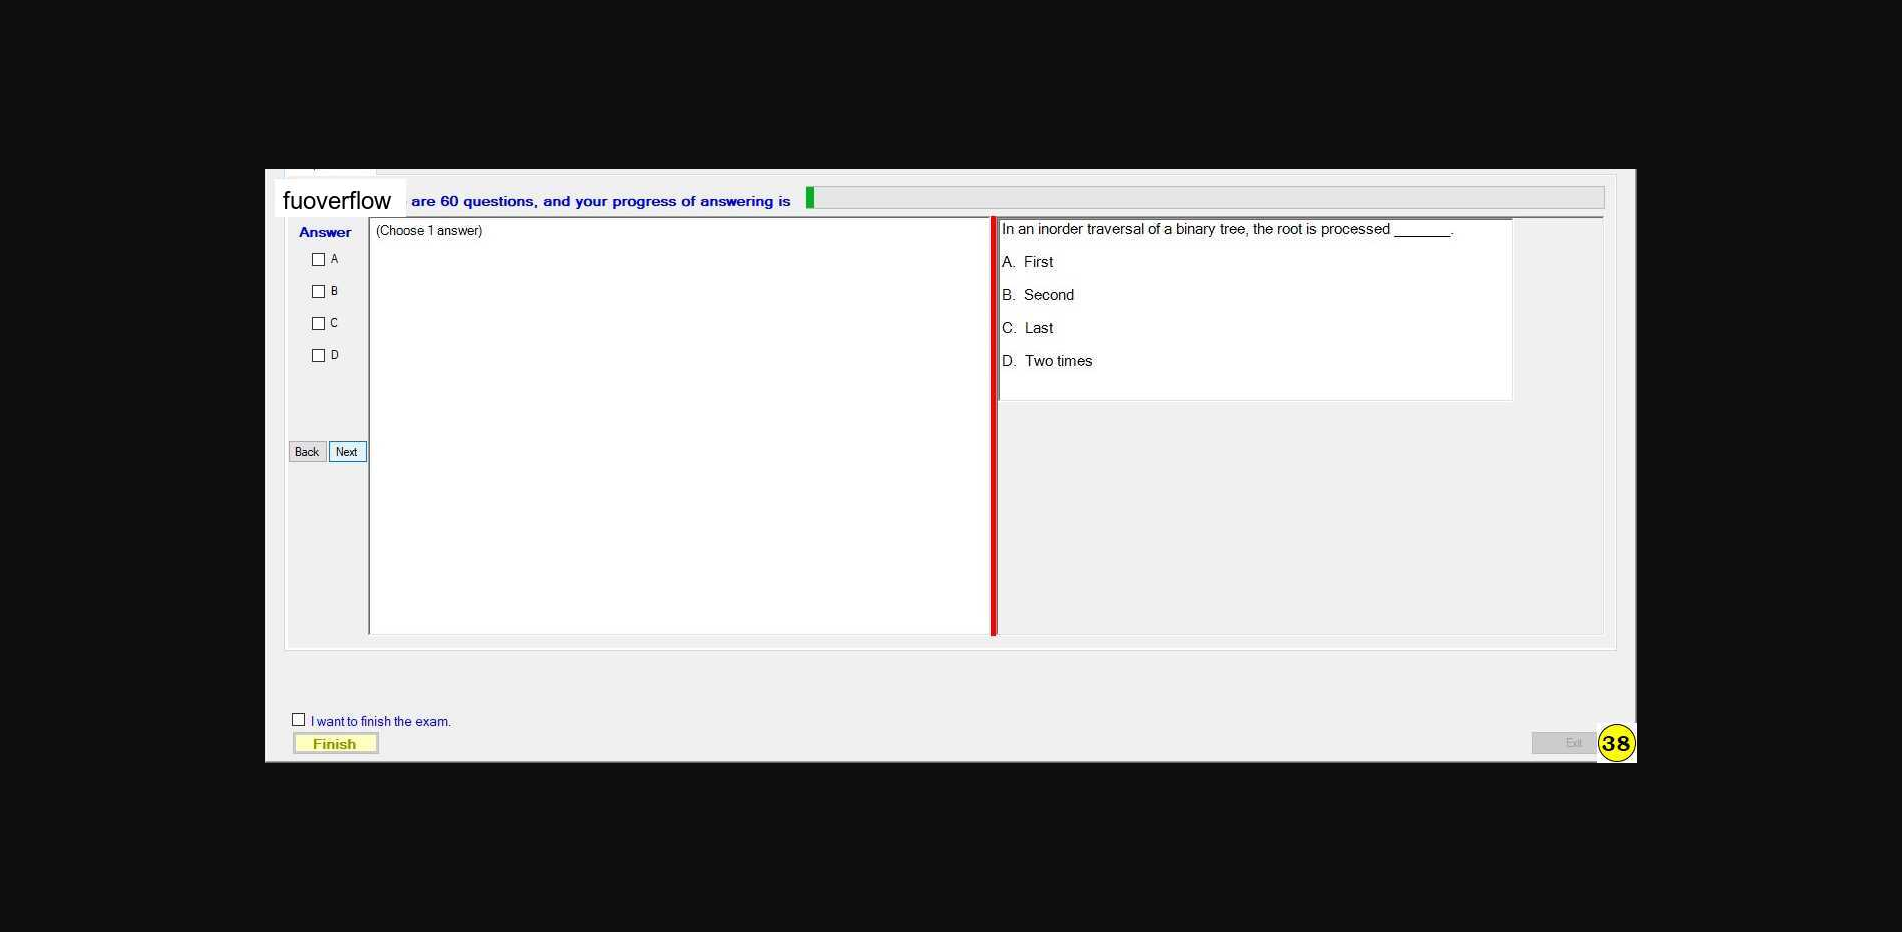 fuoverflow are 60 questions, and your progress of answering is
Answer
A
B
C
D
Back Next
(Choose 1 answer)
In an inorder traversal of a binary tree, the root is processed _______.
A. First
B. Second
C. Last
D. Two times
I want to finish the exam.
Finish
Exit
38